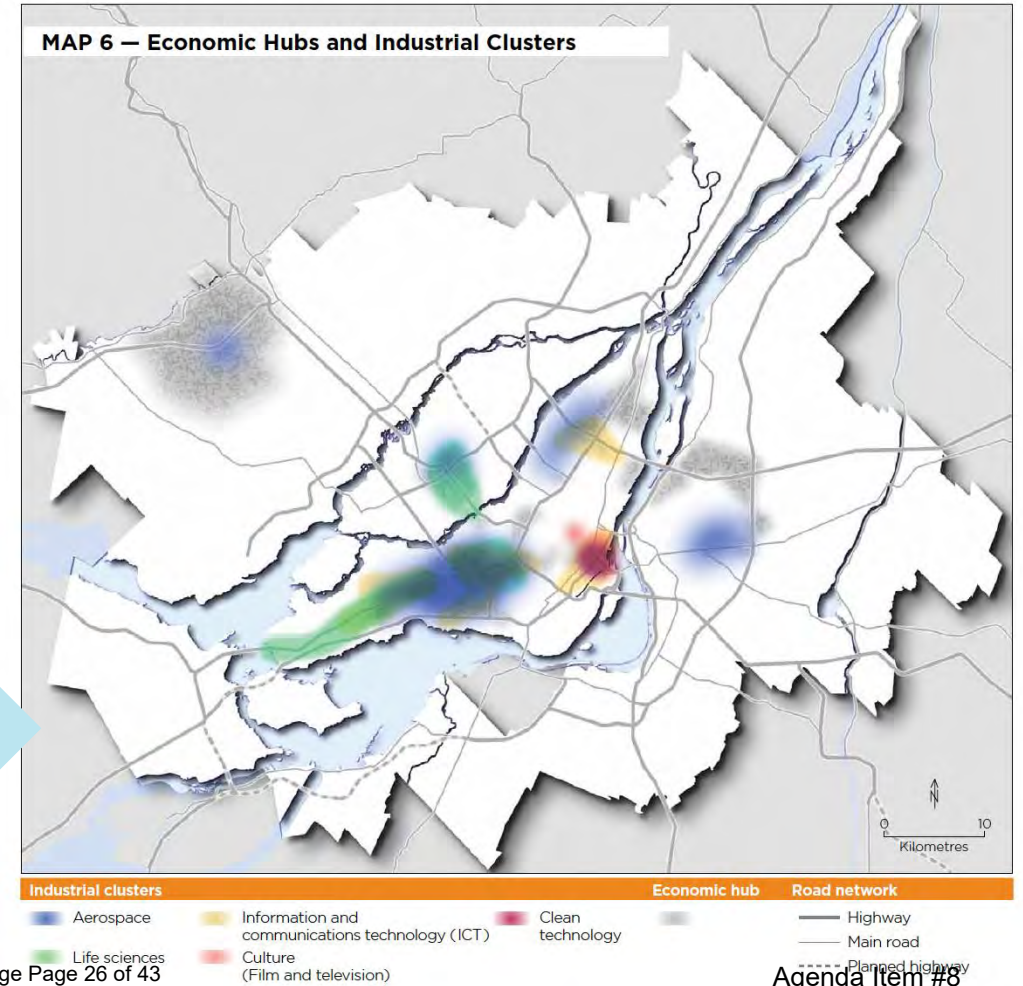 MAP 6 — Economic Hubs and Industrial Clusters
N
0 10
Kilometres
Industrial clusters Economic hub Road network
Aerospace
Life sciences
Information and
communications technology (ICT)
Culture
(Film and television)
Clean
technology
Highway
Main road
Planned highway
ge Page 26 of 43
Agenda Item #8